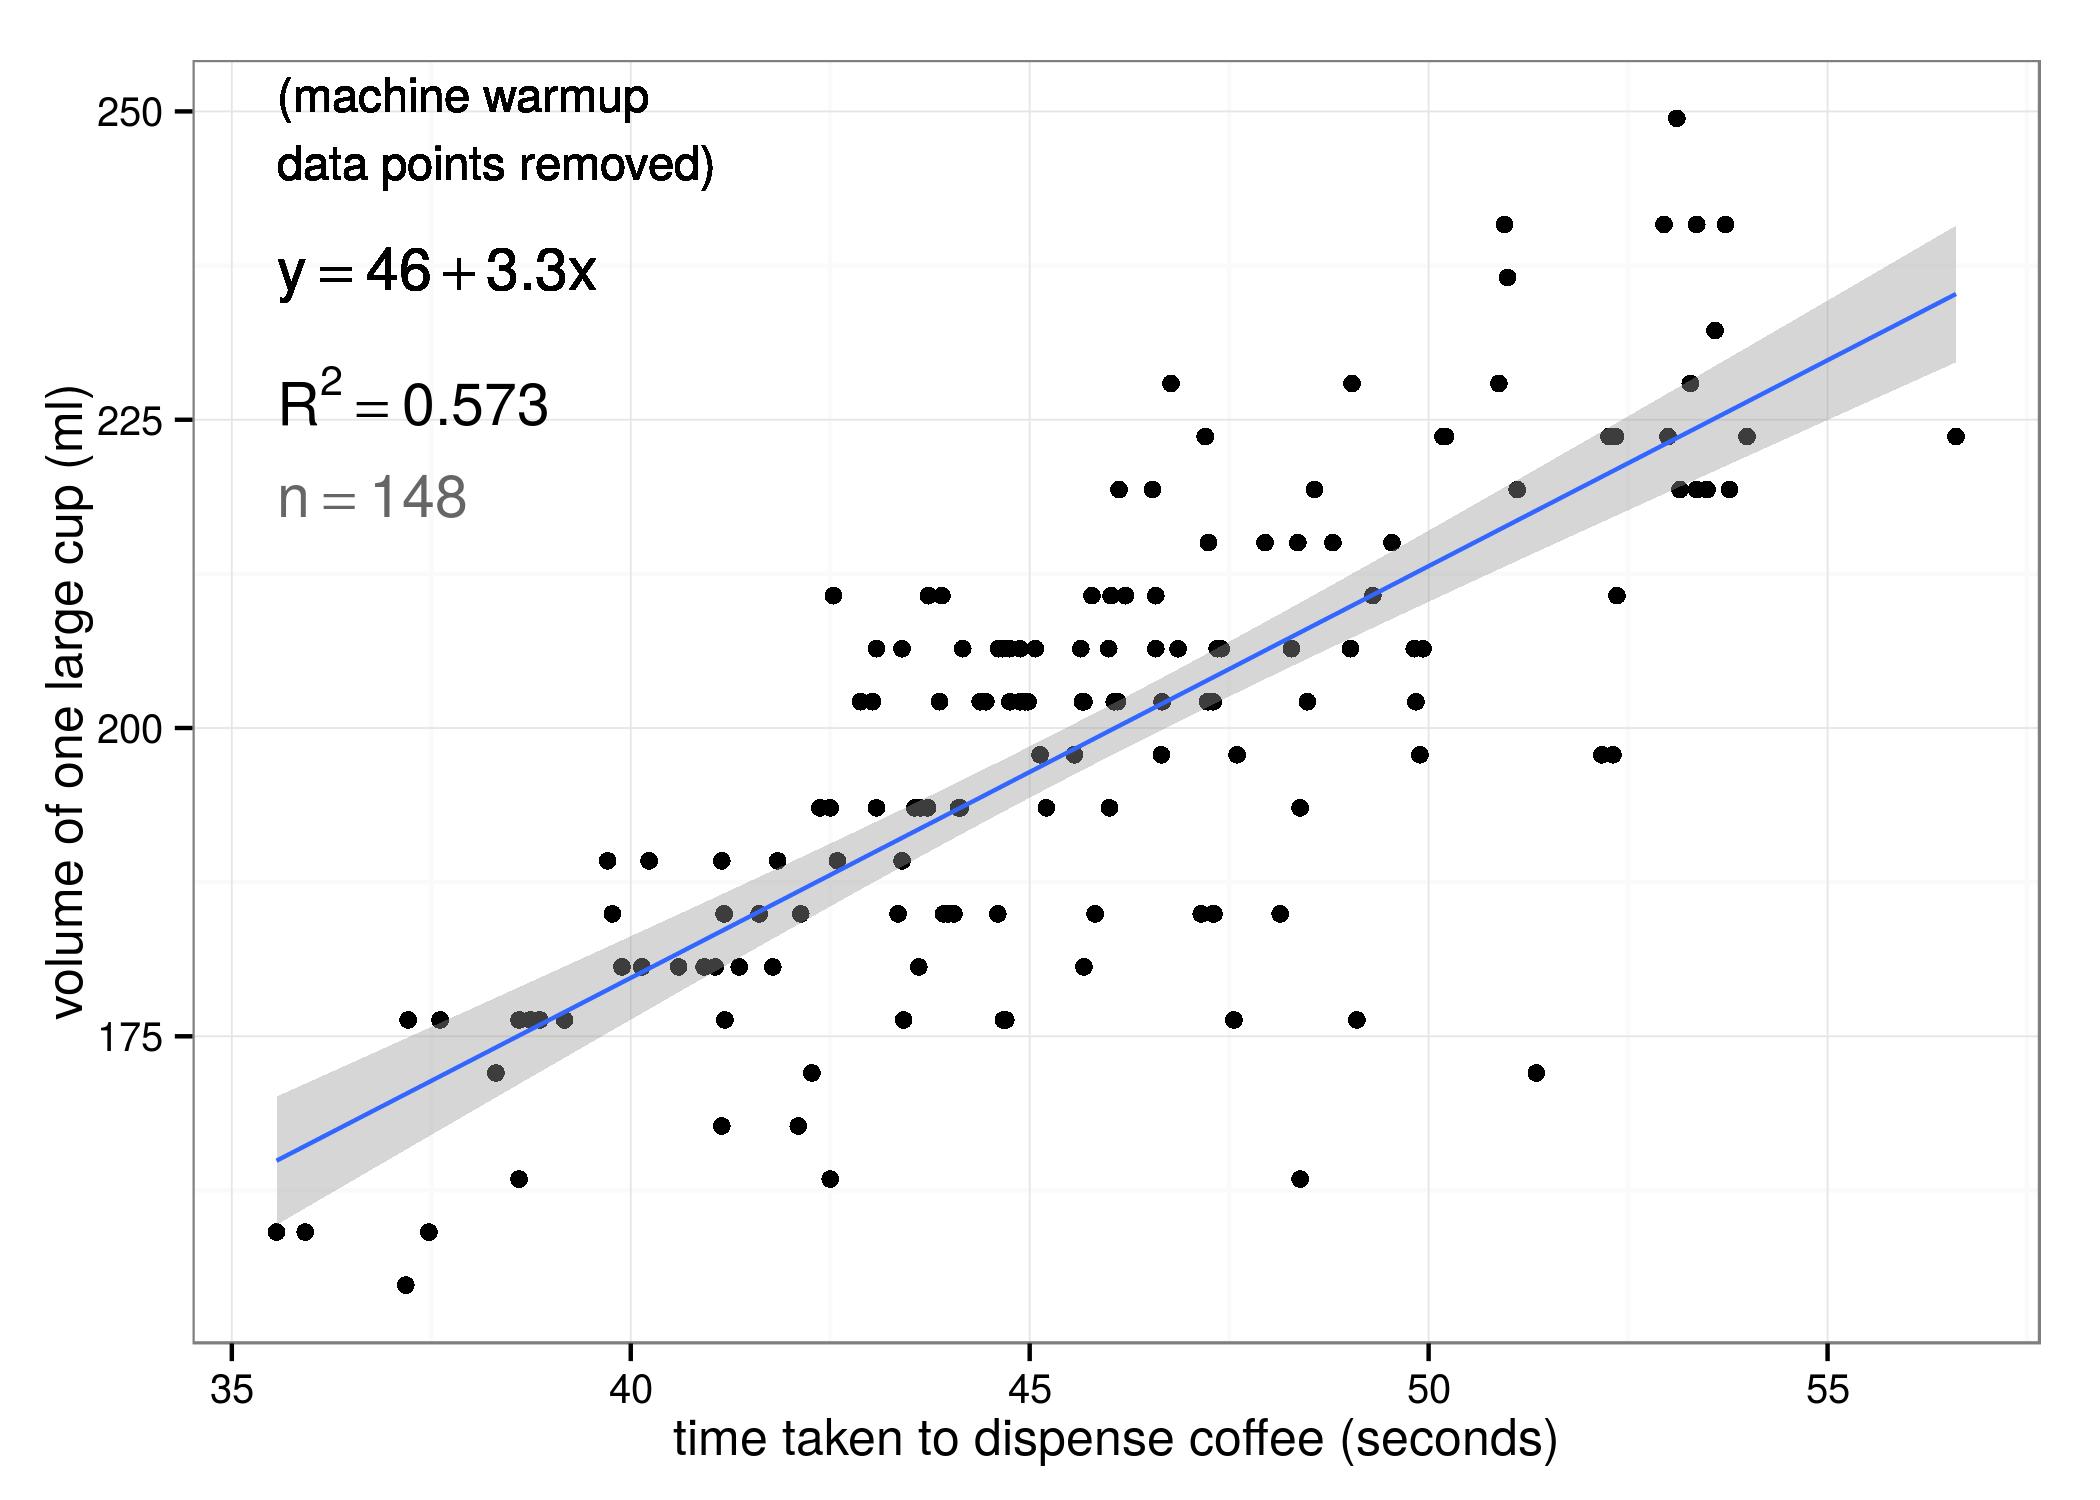 (machine warmup
data points removed)
y = 46 + 3.3x
R² = 0.573
n = 148
250
225
200
175
volume of one large cup (ml)
35 40 45 50 55
time taken to dispense coffee (seconds)